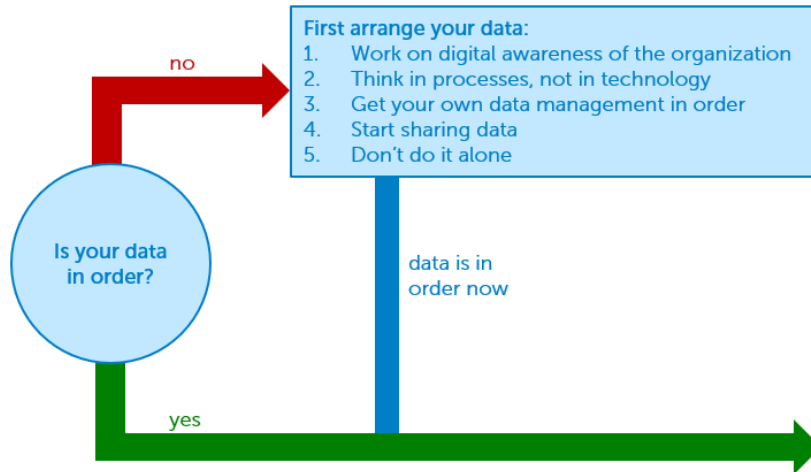 First arrange your data:
1. Work on digital awareness of the organization
2. Think in processes, not in technology
3. Get your own data management in order
4. Start sharing data
5. Don't do it alone
no
Is your data
in order?
data is in
order now
yes